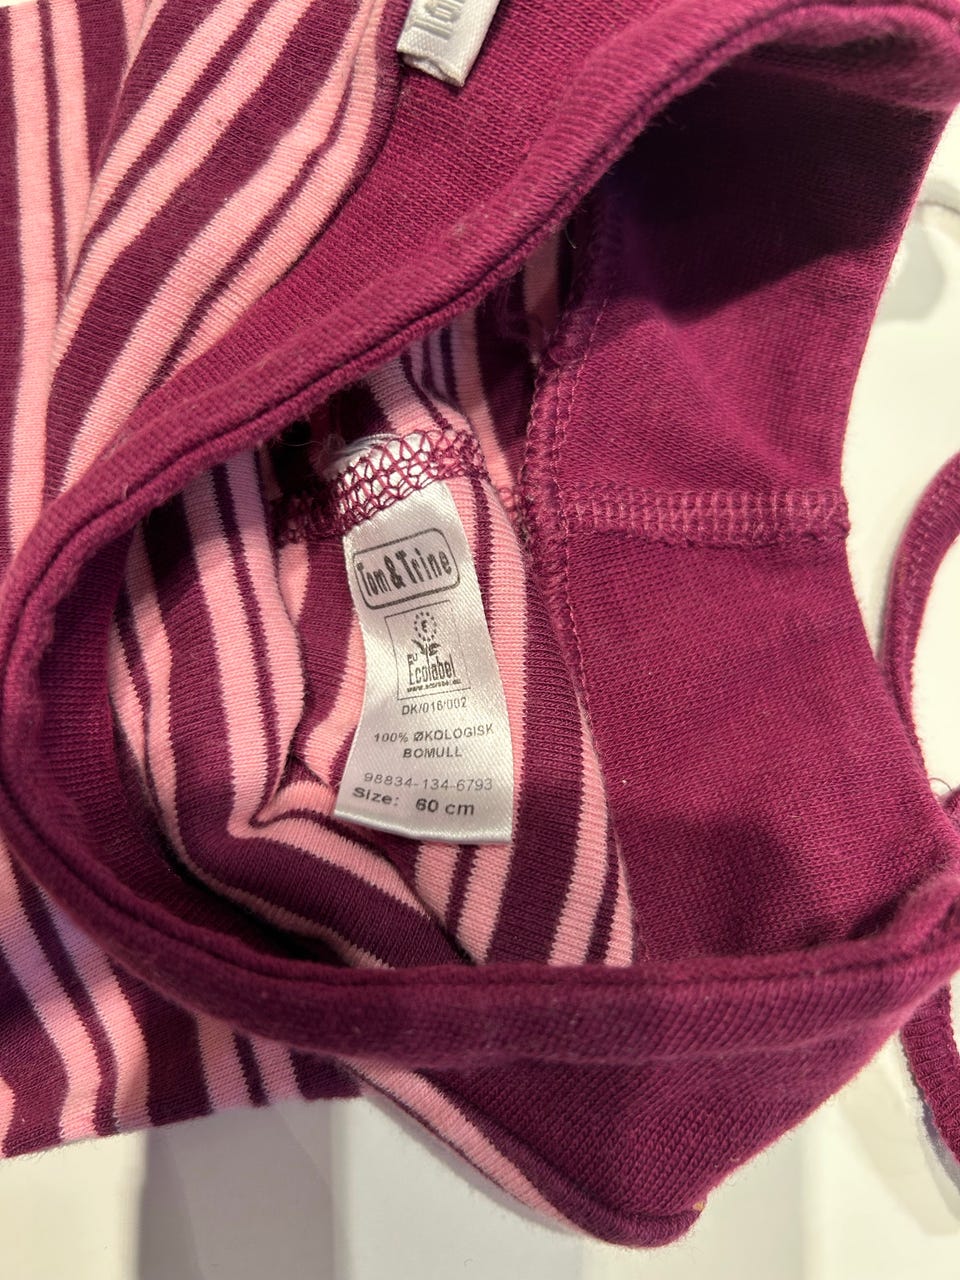 Tom & Trine
EU
Ecolabel
DK/016/002
100% ØKOLOGISK
BOMULL
98834-134-6793
Size: 60 cm